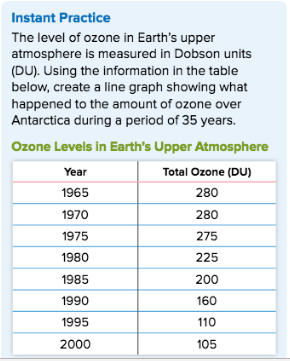 Instant Practice
The level of ozone in Earth's upper
atmosphere is measured in Dobson units
(DU). Using the information in the table
below, create a line graph showing what
happened to the amount of ozone over
Antarctica during a period of 35 years.
Ozone Levels in Earth's Upper Atmosphere
Year Total Ozone (DU)
1965 280
1970 280
1975 275
1980 225
1985 200
1990 160
1995 110
2000 105